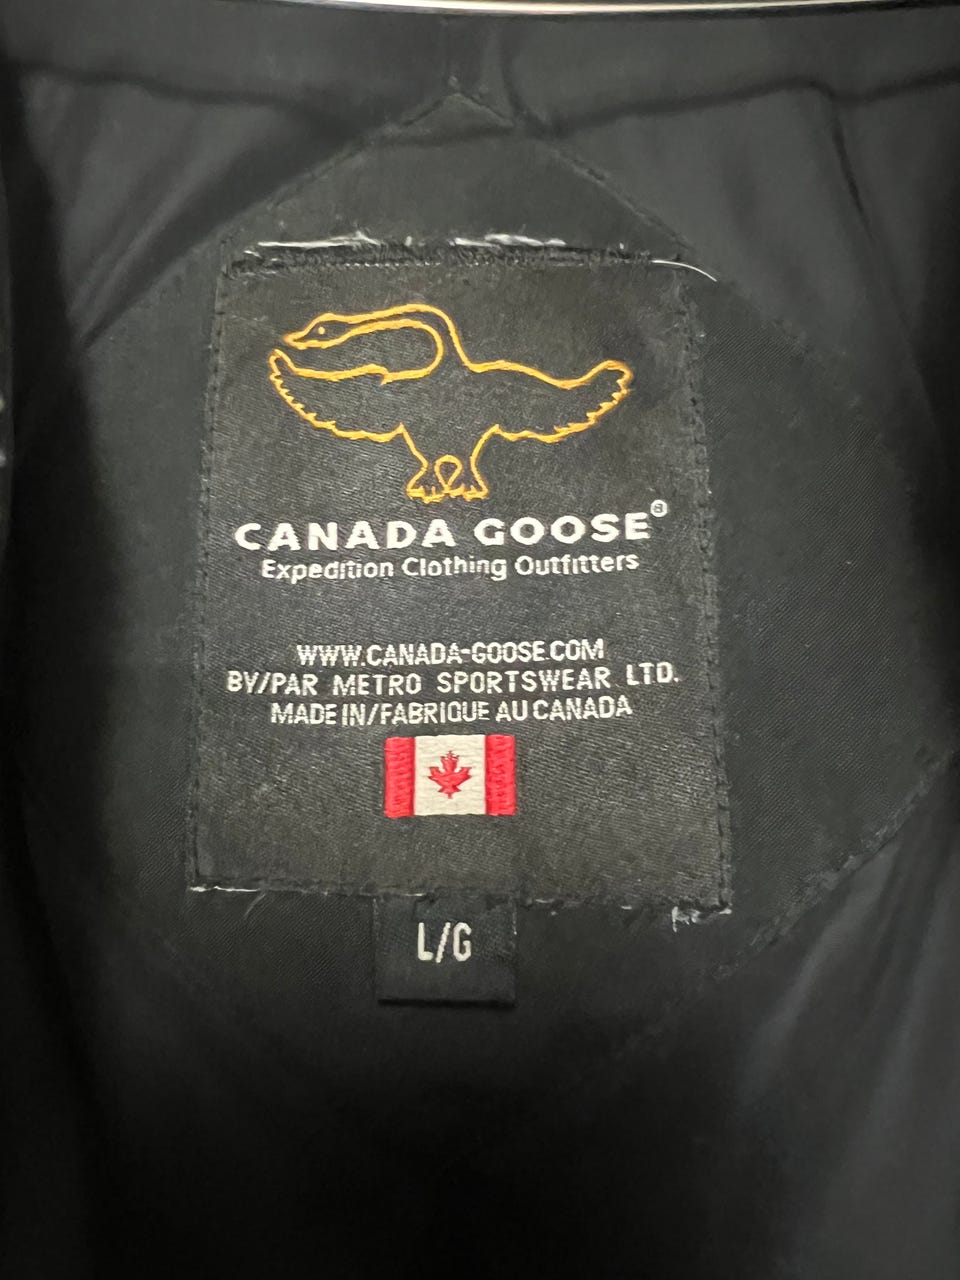 CANADA GOOSE®
Expedition Clothing Outfitters
WWW.CANADA-GOOSE.COM
BY/PAR METRO SPORTSWEAR LTD.
MADE IN/FABRIQUE AU CANADA
L/G